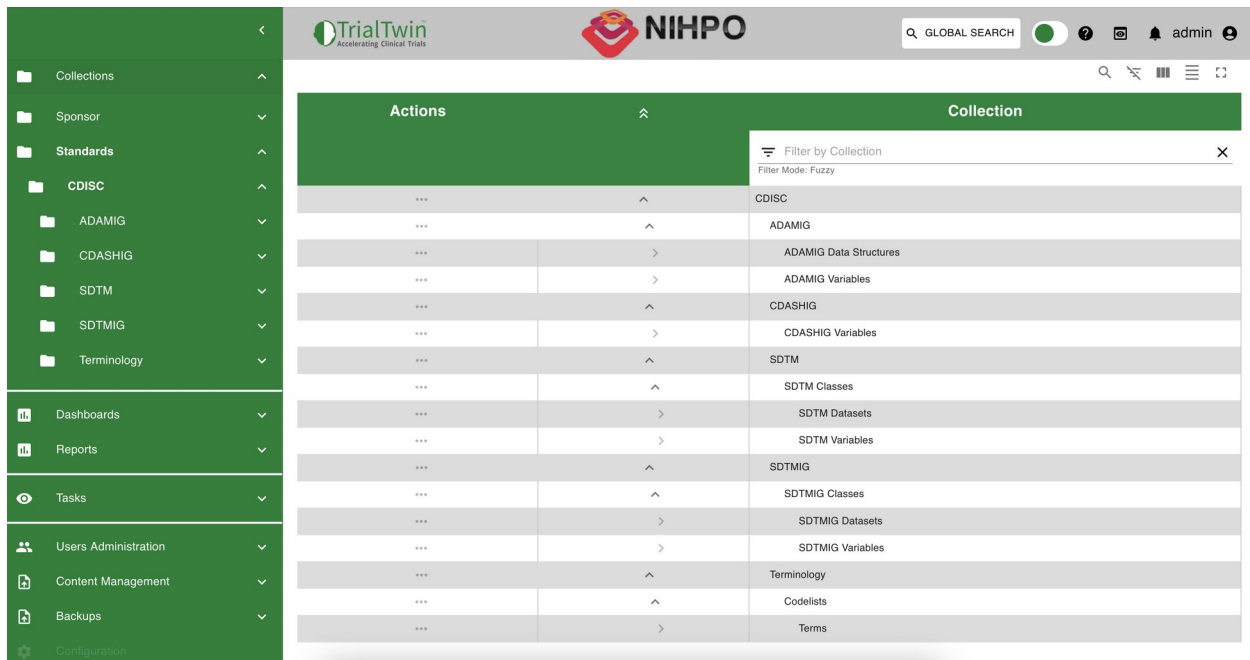 TrialTwin™
Accelerating Clinical Trials
NIHPO
GLOBAL SEARCH
admin
Collections
Sponsor
Standards
CDISC
ADAMIG
CDASHIG
SDTM
SDTMIG
Terminology
Dashboards
Reports
Tasks
Users Administration
Content Management
Backups
Configuration
Actions
Collection
Filter by Collection
Filter Mode: Fuzzy
CDISC
ADAMIG
ADAMIG Data Structures
ADAMIG Variables
CDASHIG
CDASHIG Variables
SDTM
SDTM Classes
SDTM Datasets
SDTM Variables
SDTMIG
SDTMIG Classes
SDTMIG Datasets
SDTMIG Variables
Terminology
Codelists
Terms